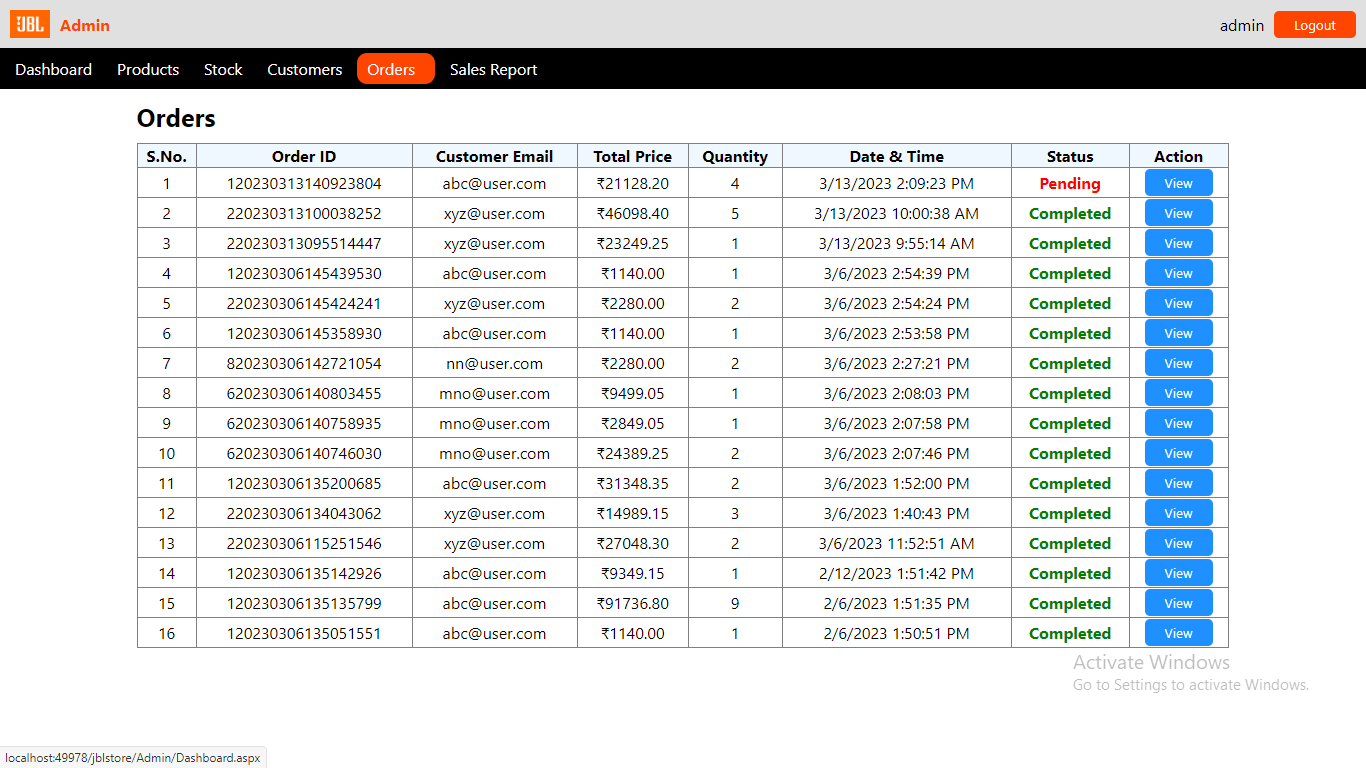 JBL Admin admin Logout
Dashboard Products Stock Customers Orders Sales Report
Orders
S.No. Order ID Customer Email Total Price Quantity Date & Time Status Action
1 120230313140923804 abc@user.com ₹21128.20 4 3/13/2023 2:09:23 PM Pending View
2 220230313100038252 xyz@user.com ₹46098.40 5 3/13/2023 10:00:38 AM Completed View
3 220230313095514447 xyz@user.com ₹23249.25 1 3/13/2023 9:55:14 AM Completed View
4 120230306145439530 abc@user.com ₹1140.00 1 3/6/2023 2:54:39 PM Completed View
5 220230306145424241 xyz@user.com ₹2280.00 2 3/6/2023 2:54:24 PM Completed View
6 120230306145358930 abc@user.com ₹1140.00 1 3/6/2023 2:53:58 PM Completed View
7 820230306142721054 nn@user.com ₹2280.00 2 3/6/2023 2:27:21 PM Completed View
8 620230306140803455 mno@user.com ₹9499.05 1 3/6/2023 2:08:03 PM Completed View
9 620230306140758935 mno@user.com ₹2849.05 1 3/6/2023 2:07:58 PM Completed View
10 620230306140746030 mno@user.com ₹24389.25 2 3/6/2023 2:07:46 PM Completed View
11 120230306135200685 abc@user.com ₹31348.35 2 3/6/2023 1:52:00 PM Completed View
12 220230306134043062 xyz@user.com ₹14989.15 3 3/6/2023 1:40:43 PM Completed View
13 220230306115251546 xyz@user.com ₹27048.30 2 3/6/2023 11:52:51 AM Completed View
14 120230306135142926 abc@user.com ₹9349.15 1 2/12/2023 1:51:42 PM Completed View
15 120230306135135799 abc@user.com ₹91736.80 9 2/6/2023 1:51:35 PM Completed View
16 120230306135051551 abc@user.com ₹1140.00 1 2/6/2023 1:50:51 PM Completed View
Activate Windows
Go to Settings to activate Windows.
localhost:49978/jblstore/Admin/Dashboard.aspx